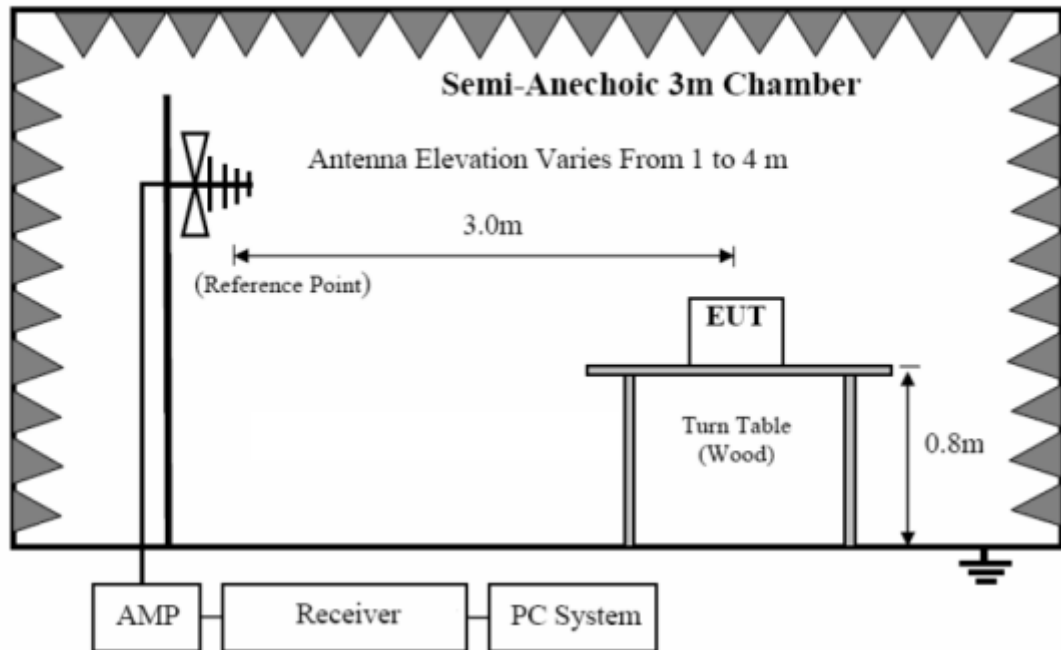 Semi-Anechoic 3m Chamber
Antenna Elevation Varies From 1 to 4 m
3.0m
(Reference Point)
EUT
Turn Table
(Wood)
0.8m
AMP
Receiver
PC System